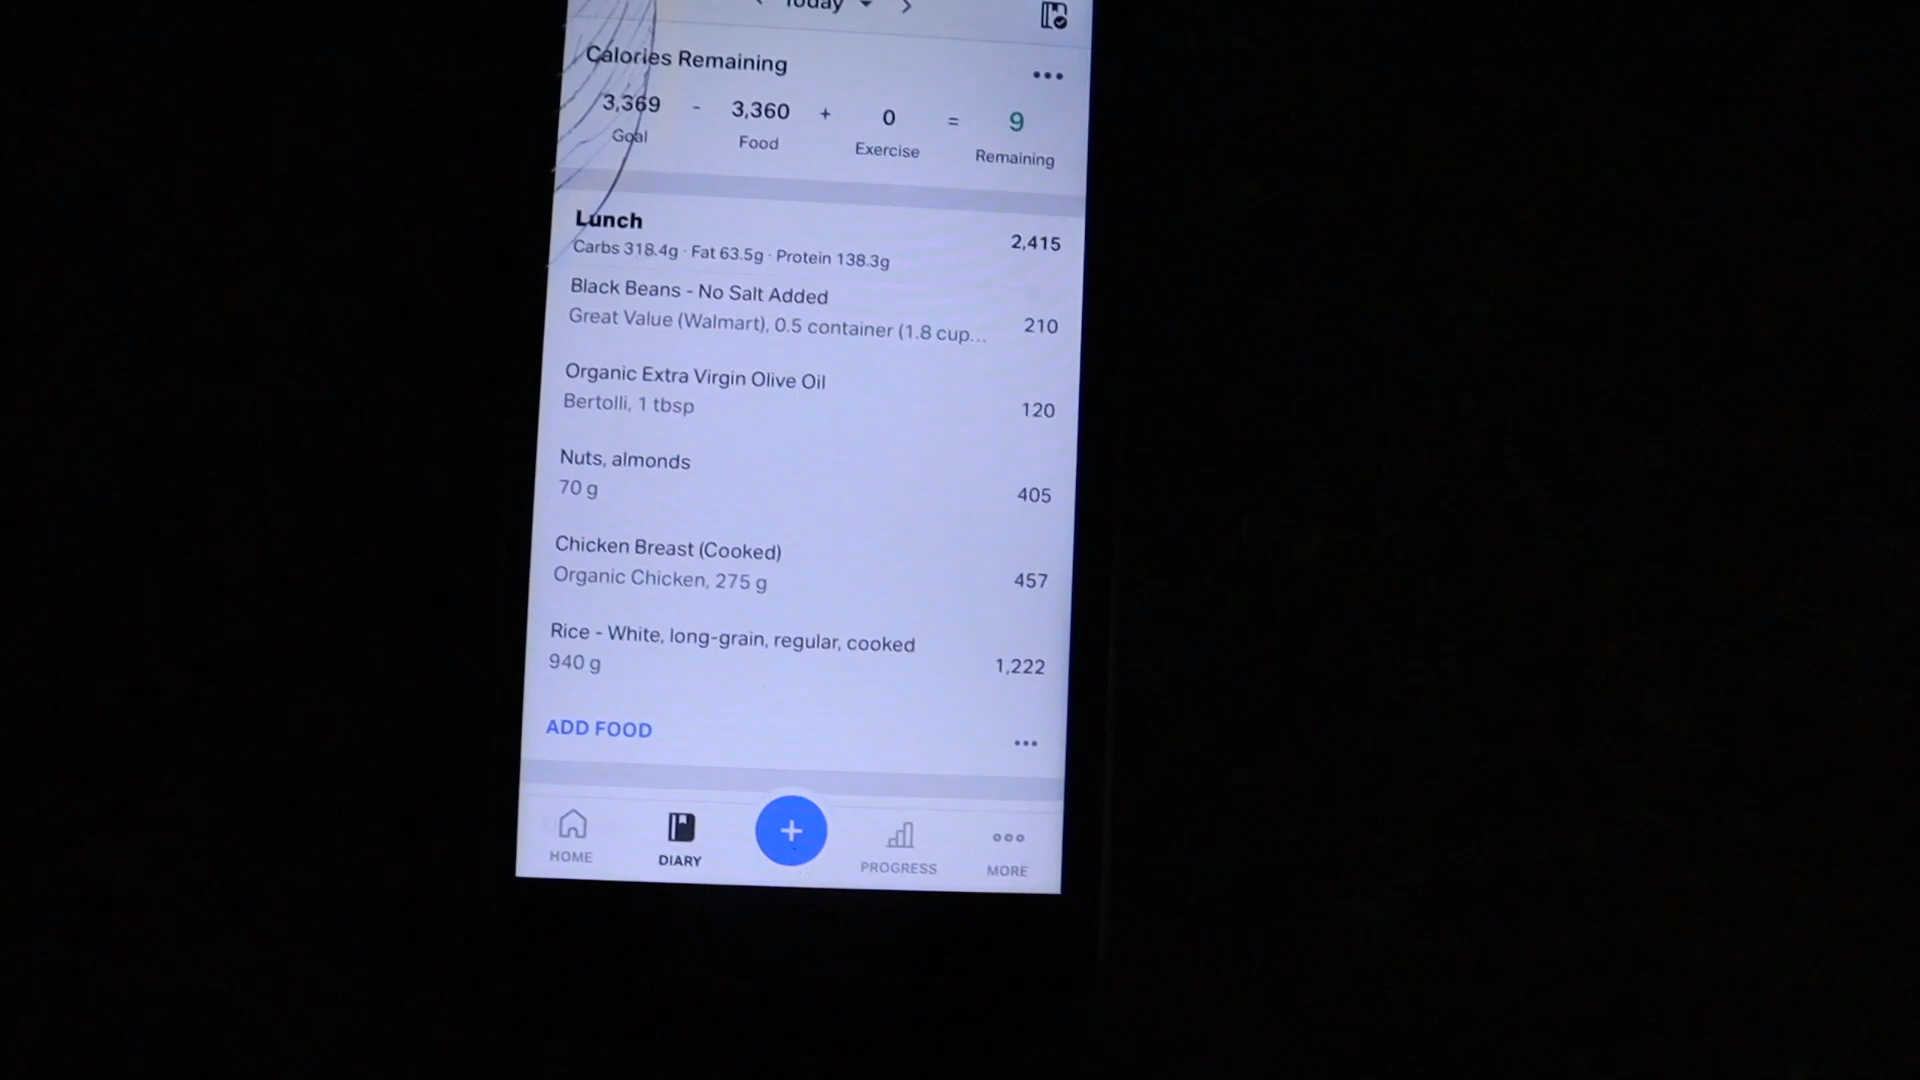 Today
Calories Remaining
3,369 - 3,360 + 0 = 9
Goal Food Exercise Remaining
Lunch 2,415
Carbs 318.4g · Fat 63.5g · Protein 138.3g
Black Beans - No Salt Added
Great Value (Walmart), 0.5 container (1.8 cup... 210
Organic Extra Virgin Olive Oil
Bertolli, 1 tbsp 120
Nuts, almonds
70 g 405
Chicken Breast (Cooked)
Organic Chicken, 275 g 457
Rice - White, long-grain, regular, cooked
940 g 1,222
ADD FOOD
HOME DIARY PROGRESS MORE